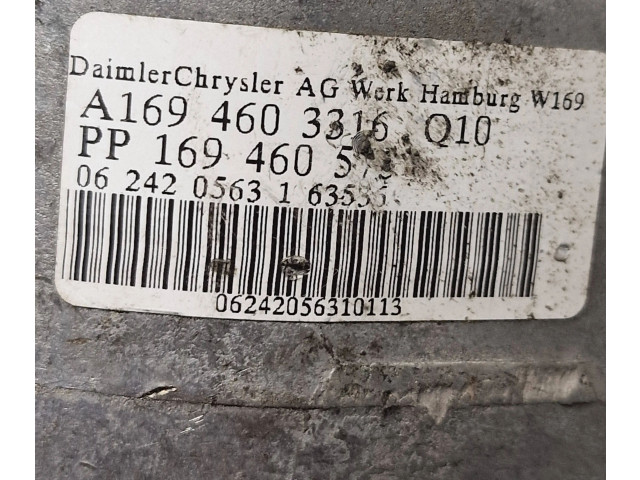 DaimlerChrysler AG Werk Hamburg W169
A169 460 3316 Q10
PP 169 460
06 242 0563 1
C
06242056310113